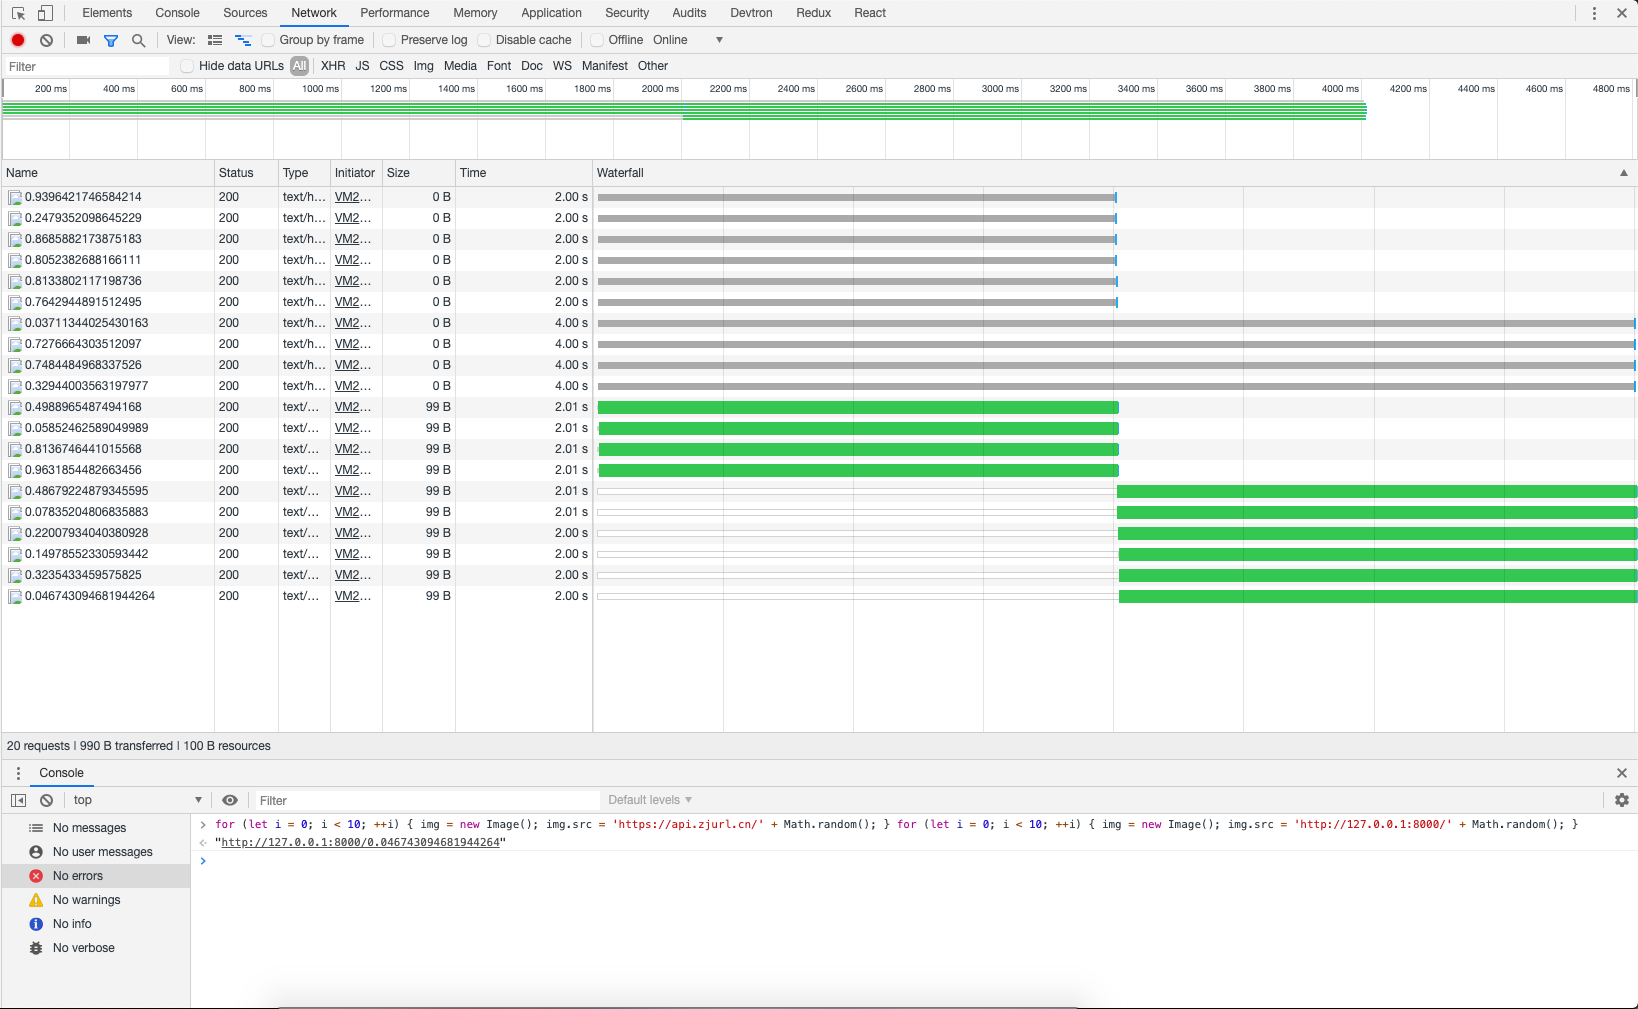 Elements Console Sources Network Performance Memory Application Security Audits Devtron Redux React
View: Group by frame Preserve log Disable cache Offline Online
Filter Hide data URLs All XHR JS CSS Img Media Font Doc WS Manifest Other
200 ms 400 ms 600 ms 800 ms 1000 ms 1200 ms 1400 ms 1600 ms 1800 ms 2000 ms 2200 ms 2400 ms 2600 ms 2800 ms 3000 ms 3200 ms 3400 ms 3600 ms 3800 ms 4000 ms 4200 ms 4400 ms 4600 ms 4800 ms
Name Status Type Initiator Size Time Waterfall
0.9396421746584214 200 text/h... VM2... 0 B 2.00 s
0.2479352098645229 200 text/h... VM2... 0 B 2.00 s
0.8685882173875183 200 text/h... VM2... 0 B 2.00 s
0.8052382688166111 200 text/h... VM2... 0 B 2.00 s
0.8133802117198736 200 text/h... VM2... 0 B 2.00 s
0.7642944891512495 200 text/h... VM2... 0 B 2.00 s
0.03711344025430163 200 text/h... VM2... 0 B 4.00 s
0.7276664303512097 200 text/h... VM2... 0 B 4.00 s
0.7484484968337526 200 text/h... VM2... 0 B 4.00 s
0.32944003563197977 200 text/h... VM2... 0 B 4.00 s
0.4988965487494168 200 text/... VM2... 99 B 2.01 s
0.05852462589049989 200 text/... VM2... 99 B 2.01 s
0.8136746441015568 200 text/... VM2... 99 B 2.01 s
0.9631854482663456 200 text/... VM2... 99 B 2.01 s
0.48679224879345595 200 text/... VM2... 99 B 2.01 s
0.07835204806835883 200 text/... VM2... 99 B 2.01 s
0.22007934040380928 200 text/... VM2... 99 B 2.00 s
0.14978552330593442 200 text/... VM2... 99 B 2.00 s
0.3235433459575825 200 text/... VM2... 99 B 2.00 s
0.046743094681944264 200 text/... VM2... 99 B 2.00 s
20 requests | 990 B transferred | 100 B resources
Console
top Filter Default levels
No messages
No user messages
No errors
No warnings
No info
No verbose
for (let i = 0; i < 10; ++i) { img = new Image(); img.src = 'https://api.zjurl.cn/' + Math.random(); } for (let i = 0; i < 10; ++i) { img = new Image(); img.src = 'http://127.0.0.1:8000/' + Math.random(); }
"http://127.0.0.1:8000/0.046743094681944264"